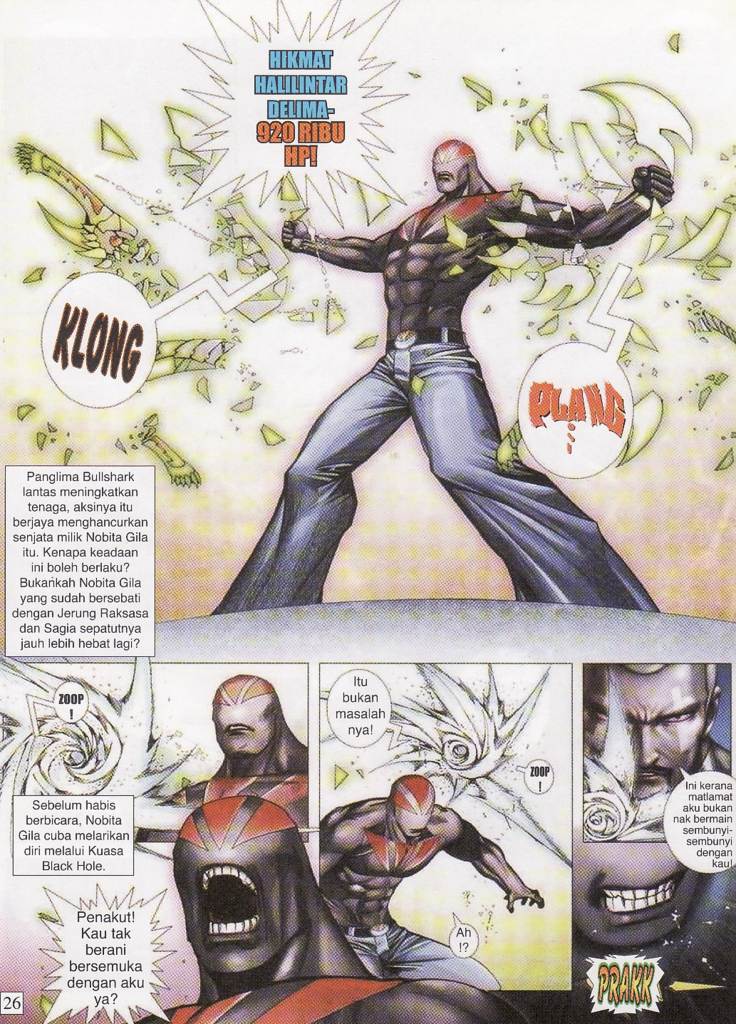 HIKMAT
HALILINTAR
DELIMA-
920 RIBU
HP!
KLONG
PLANG
Panglima Bullshark
lantas meningkatkan
tenaga, aksinya itu
berjaya menghancurkan
senjata milik Nobita Gila
itu. Kenapa keadaan
ini boleh berlaku?
Bukankah Nobita Gila
yang sudah bersebati
dengan Jerung Raksasa
dan Sagia sepatutnya
jauh lebih hebat lagi?
ZOOP
!
Sebelum habis
berbicara, Nobita
Gila cuba melarikan
diri melalui Kuasa
Black Hole.
Penakut!
Kau tak
berani
bersemuka
dengan aku
ya?
Itu
bukan
masalah
nya!
ZOOP
!
Ah
!?
Ini kerana
matlamat
aku bukan
nak bermain
sembunyi-
sembunyi
dengan
kau!
PRAKK
26